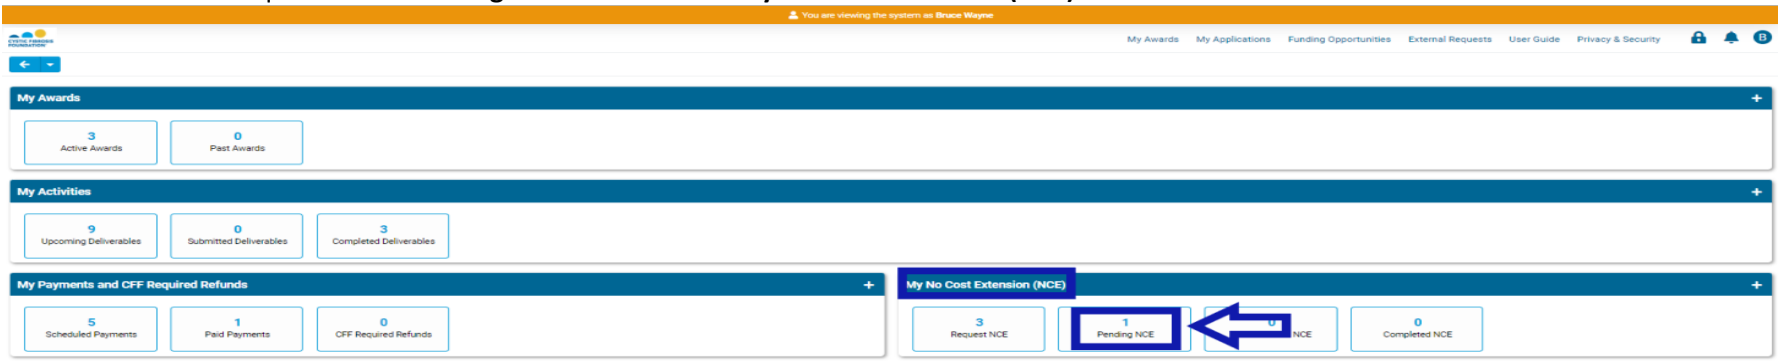 You are viewing the system as Bruce Wayne
CYSTIC FIBROSIS
FOUNDATION
My Awards My Applications Funding Opportunities External Requests User Guide Privacy & Security B
My Awards +
3
Active Awards
0
Past Awards
My Activities +
9
Upcoming Deliverables
0
Submitted Deliverables
3
Completed Deliverables
My Payments and CFF Required Refunds +
5
Scheduled Payments
1
Paid Payments
0
CFF Required Refunds
My No Cost Extension (NCE) +
3
Request NCE
1
Pending NCE
0
NCE
0
Completed NCE